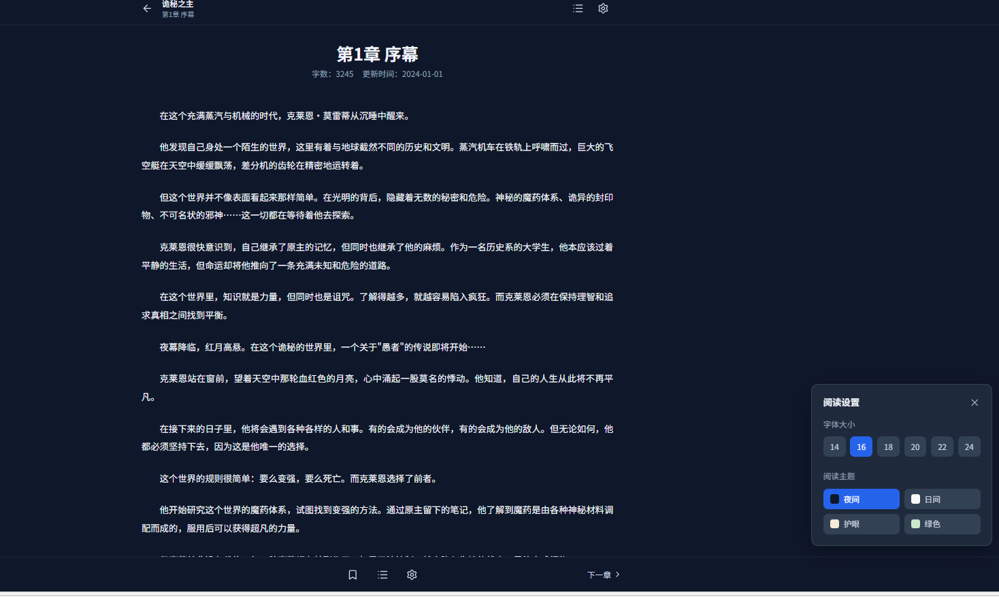 诡秘之主
第1章 序幕
第1章 序幕
字数：3245 更新时间：2024-01-01
在这个充满蒸汽与机械的时代，克莱恩·莫雷蒂从沉睡中醒来。
他发现自己身处一个陌生的世界，这里有着与地球截然不同的历史和文明。蒸汽机车在铁轨上呼啸而过，巨大的飞
空艇在天空中缓缓飘荡，差分机的齿轮在精密地运转着。
但这个世界并不像表面看起来那样简单。在光明的背后，隐藏着无数的秘密和危险。神秘的魔药体系、诡异的封印
物、不可名状的邪神……这一切都在等待着他去探索。
克莱恩很快意识到，自己继承了原主的记忆，但同时也继承了他的麻烦。作为一名历史系的大学生，他本应该过着
平静的生活，但命运却将他推向了一条充满未知和危险的道路。
在这个世界里，知识就是力量，但同时也是诅咒。了解得越多，就越容易陷入疯狂。而克莱恩必须在保持理智和追
求真相之间找到平衡。
夜幕降临，红月高悬。在这个诡秘的世界里，一个关于"愚者"的传说即将开始……
克莱恩站在窗前，望着天空中那轮血红色的月亮，心中涌起一股莫名的悸动。他知道，自己的人生从此将不再平
凡。
在接下来的日子里，他将会遇到各种各样的人和事。有的会成为他的伙伴，有的会成为他的敌人。但无论如何，他
都必须坚持下去，因为这是他唯一的选择。
这个世界的规则很简单：要么变强，要么死亡。而克莱恩选择了前者。
他开始研究这个世界的魔药体系，试图找到变强的方法。通过原主留下的笔记，他了解到魔药是由各种神秘材料调
配而成的，服用后可以获得超凡的力量。
下一章
阅读设置
字体大小
14 16 18 20 22 24
阅读主题
夜间 日间
护眼 绿色